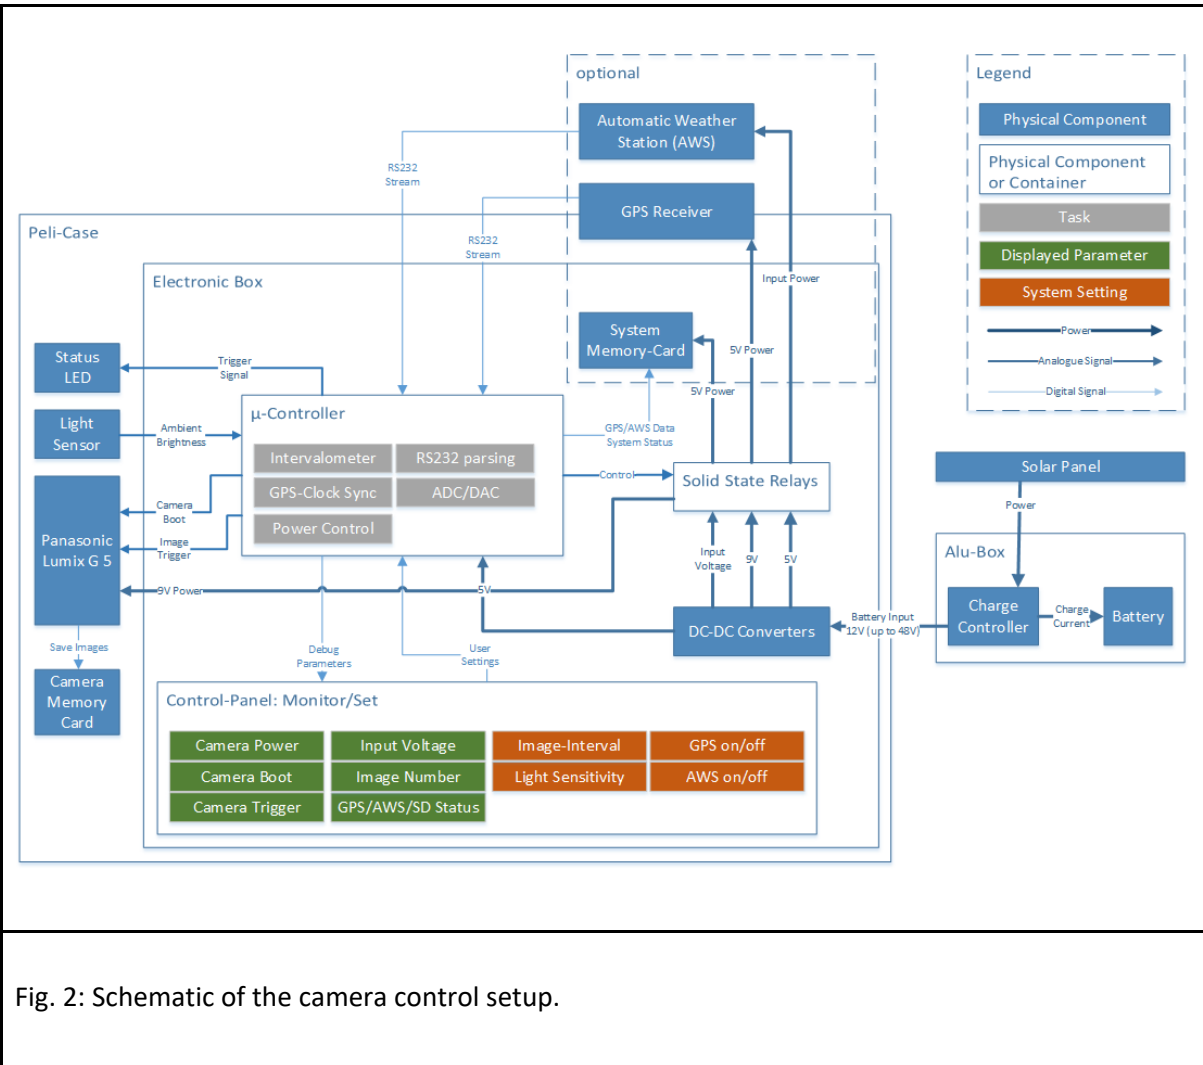 optional
Automatic Weather
Station (AWS)
GPS Receiver
System
Memory-Card
Legend
Physical Component
Physical Component
or Container
Task
Displayed Parameter
System Setting
Power
Analogue Signal
Digital Signal
RS232
Stream
RS232
Stream
Input Power
5V Power
5V Power
Peli-Case
Electronic Box
Status
LED
Trigger
Signal
Light
Sensor
Ambient
Brightness
µ-Controller
Intervalometer
RS232 parsing
GPS-Clock Sync
ADC/DAC
Power Control
GPS/AWS Data
System Status
Control
Solid State Relays
Panasonic
Lumix G 5
Camera
Boot
Image
Trigger
9V Power
5V
Input
Voltage
9V
5V
DC-DC Converters
Battery Input
12V (up to 48V)
Solar Panel
Power
Alu-Box
Charge
Controller
Charge
Current
Battery
Save Images
Camera
Memory
Card
Debug
Parameters
User
Settings
Control-Panel: Monitor/Set
Camera Power
Input Voltage
Image-Interval
GPS on/off
Camera Boot
Image Number
Light Sensitivity
AWS on/off
Camera Trigger
GPS/AWS/SD Status
Fig. 2: Schematic of the camera control setup.